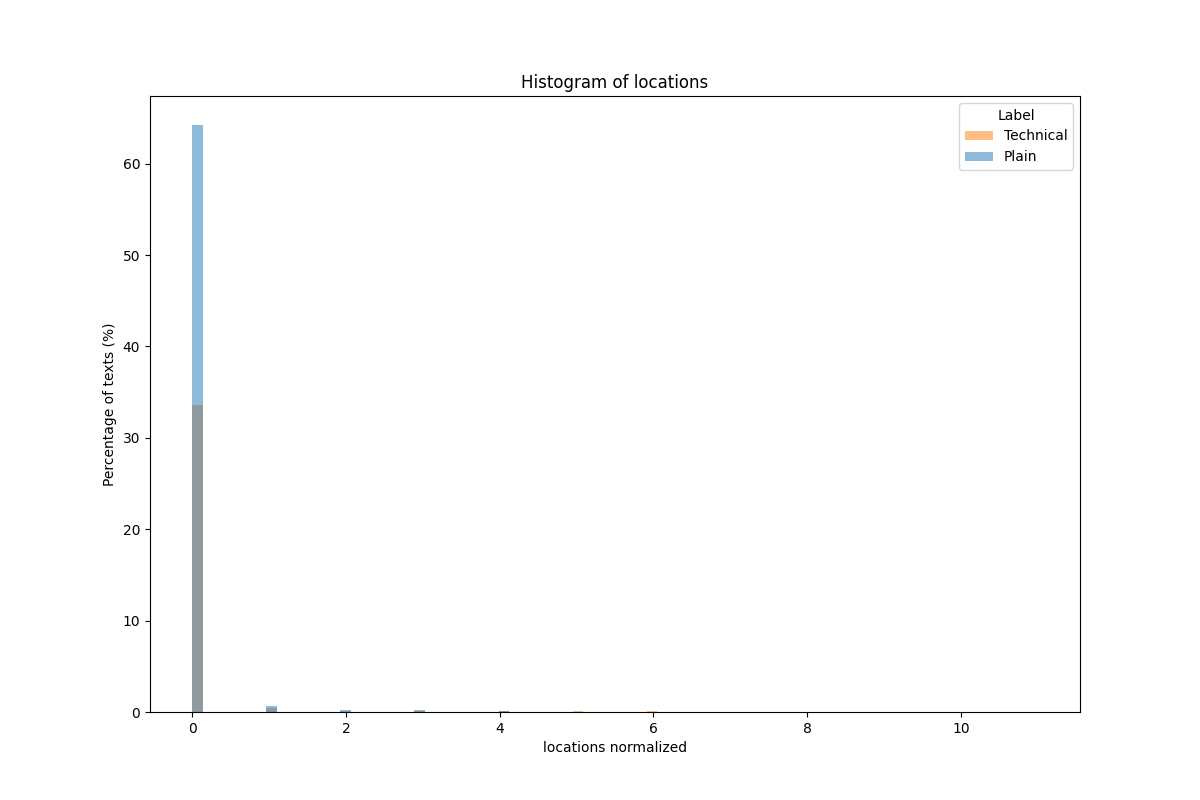 Histogram of locations
Label
Technical
Plain
60
50
40
30
20
10
0
Percentage of texts (%)
0 2 4 6 8 10
locations normalized